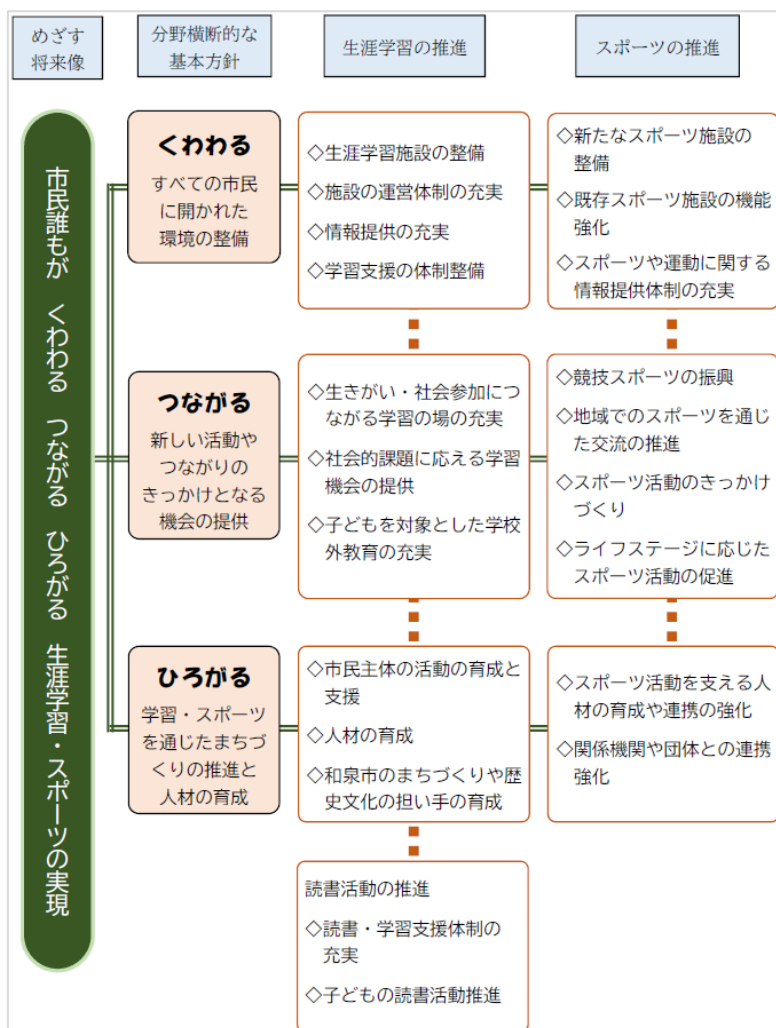 めざす
将来像
分野横断的な
基本方針
生涯学習の推進
スポーツの推進
市民誰もが くわわる つながる ひろがる 生涯学習・スポーツの実現
くわわる
すべての市民
に開かれた
環境の整備
◇生涯学習施設の整備
◇施設の運営体制の充実
◇情報提供の充実
◇学習支援の体制整備
◇新たなスポーツ施設の
整備
◇既存スポーツ施設の機能
強化
◇スポーツや運動に関する
情報提供体制の充実
つながる
新しい活動や
つながりの
きっかけとなる
機会の提供
◇生きがい・社会参加につ
ながる学習の場の充実
◇社会的課題に応える学習
機会の提供
◇子どもを対象とした学校
外教育の充実
◇競技スポーツの振興
◇地域でのスポーツを通じ
た交流の推進
◇スポーツ活動のきっかけ
づくり
◇ライフステージに応じた
スポーツ活動の促進
ひろがる
学習・スポーツ
を通じたまちづ
くりの推進と
人材の育成
◇市民主体の活動の育成と
支援
◇人材の育成
◇和泉市のまちづくりや歴
史文化の担い手の育成
◇スポーツ活動を支える人
材の育成や連携の強化
◇関係機関や団体との連携
強化
読書活動の推進
◇読書・学習支援体制の
充実
◇子どもの読書活動推進